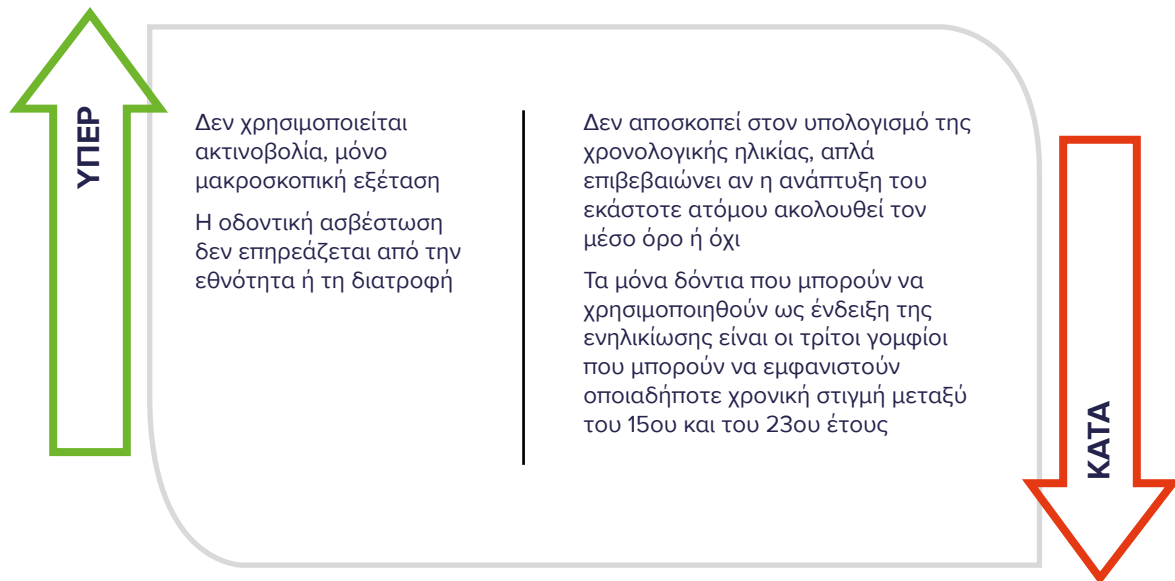 ΥΠΕΡ
Δεν χρησιμοποιείται
ακτινοβολία, μόνο
μακροσκοπική εξέταση
Η οδοντική ασβέστωση
δεν επηρεάζεται από την
εθνότητα ή τη διατροφή
Δεν αποσκοπεί στον υπολογισμό της
χρονολογικής ηλικίας, απλά
επιβεβαιώνει αν η ανάπτυξη του
εκάστοτε ατόμου ακολουθεί τον
μέσο όρο ή όχι
Τα μόνα δόντια που μπορούν να
χρησιμοποιηθούν ως ένδειξη της
ενηλικίωσης είναι οι τρίτοι γομφίοι
που μπορούν να εμφανιστούν
οποιαδήποτε χρονική στιγμή μεταξύ
του 15ου και του 23ου έτους
ΚΑΤΑ